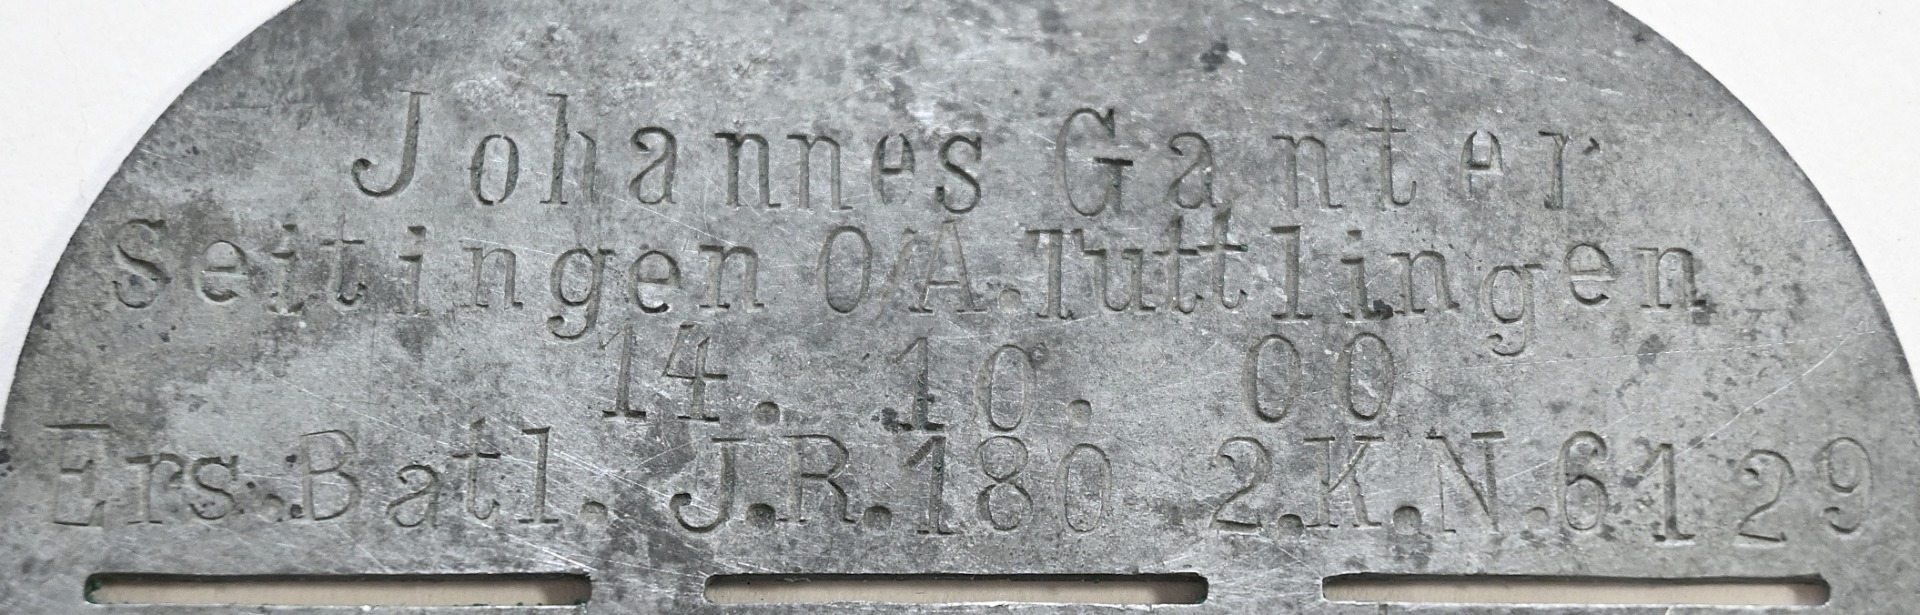 Johannes Ganter
Seitingen O/A.Tuttlingen
14. 10. 00
Ers.Batl. J.R.180 2.K.N.6129